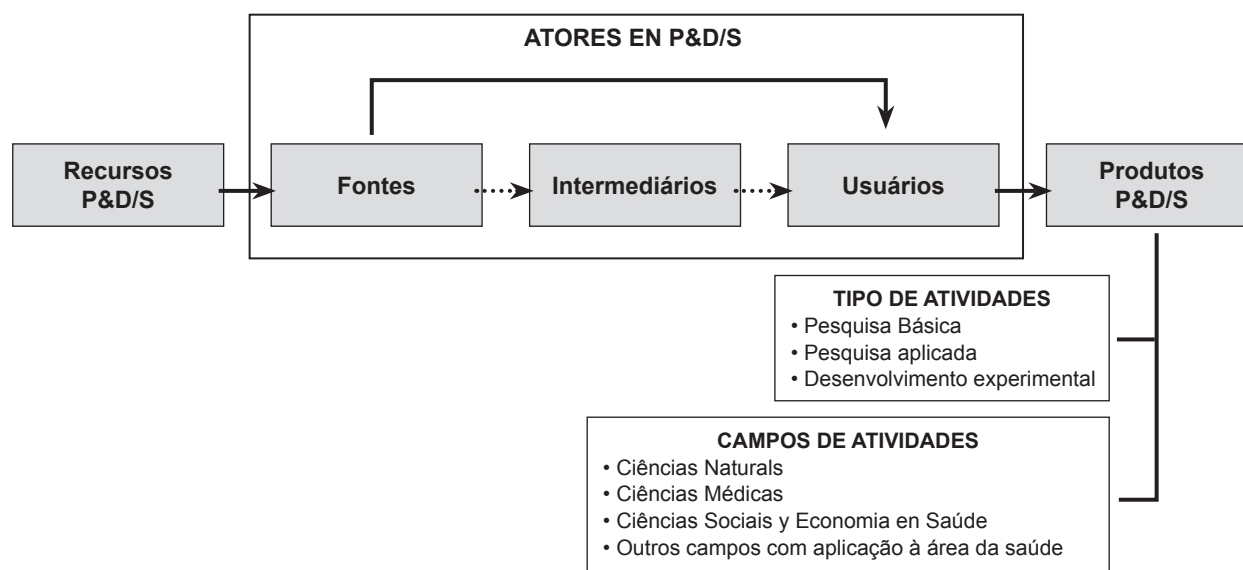 ATORES EN P&D/S
Recursos
P&D/S
Fontes
Intermediários
Usuários
Produtos
P&D/S
TIPO DE ATIVIDADES
• Pesquisa Básica
• Pesquisa aplicada
• Desenvolvimento experimental
CAMPOS DE ATIVIDADES
• Ciências Naturals
• Ciências Médicas
• Ciências Sociais y Economia en Saúde
• Outros campos com aplicação à área da saúde